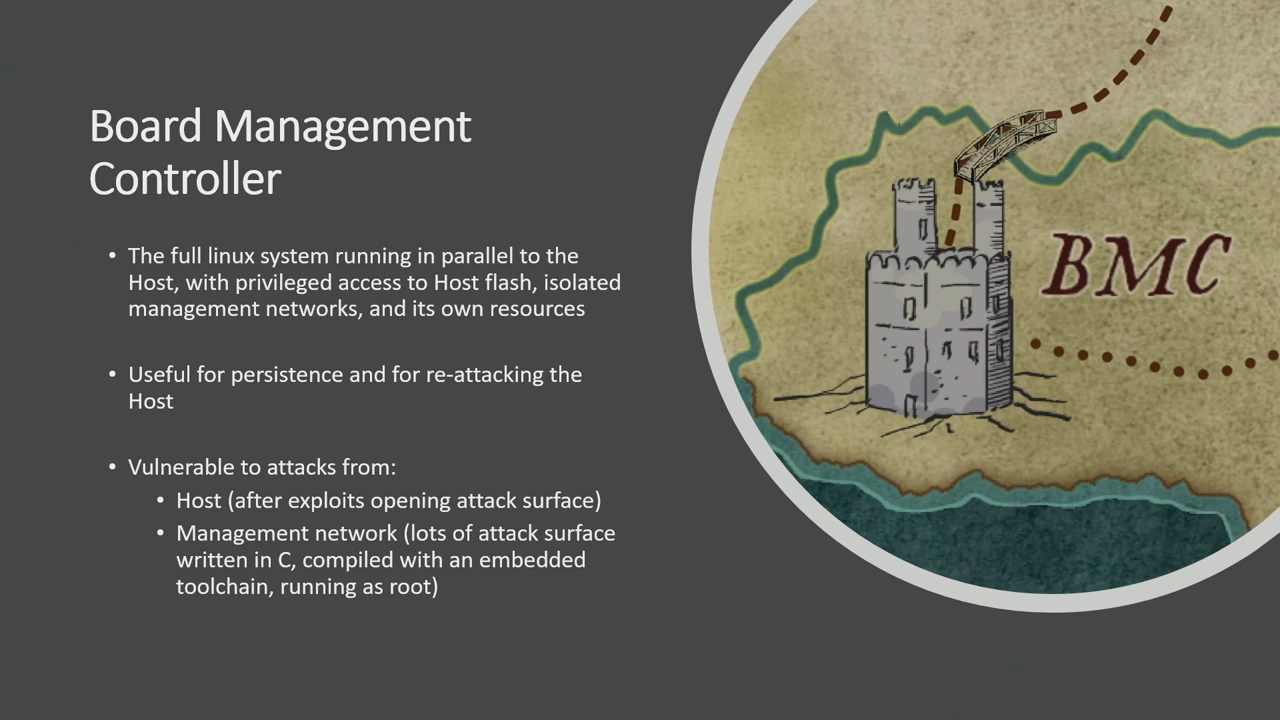 Board Management
Controller
• The full linux system running in parallel to the
Host, with privileged access to Host flash, isolated
management networks, and its own resources
• Useful for persistence and for re-attacking the
Host
• Vulnerable to attacks from:
• Host (after exploits opening attack surface)
• Management network (lots of attack surface
written in C, compiled with an embedded
toolchain, running as root)
BMC